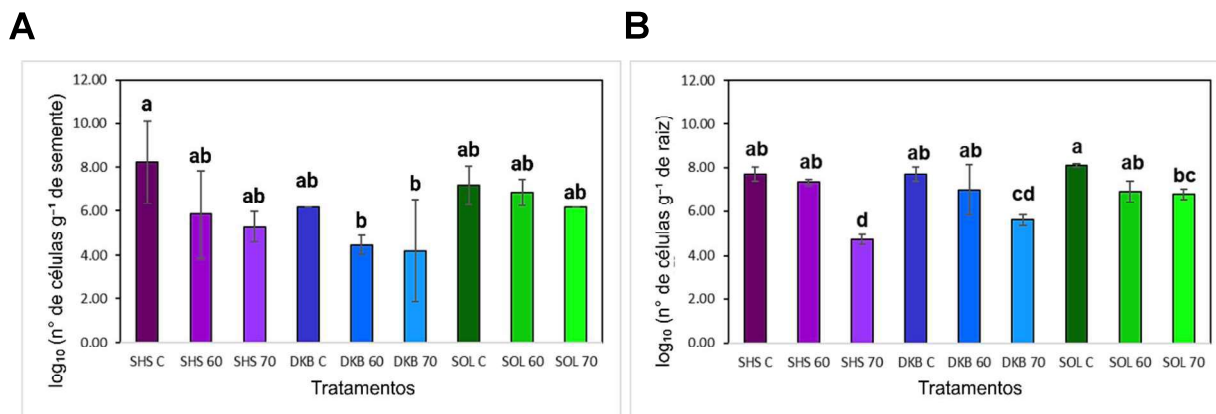 A
log₁₀ (n° de células g⁻¹ de semente)
12.00
10.00
8.00
6.00
4.00
2.00
0.00
a
ab
ab
ab
b
b
ab
ab
ab
SHS C
SHS 60
SHS 70
DKB C
DKB 60
DKB 70
SOL C
SOL 60
SOL 70
Tratamentos
B
log₁₀ (n° de células g⁻¹ de raiz)
12.00
10.00
8.00
6.00
4.00
2.00
0.00
ab
ab
d
ab
ab
cd
a
ab
bc
SHS C
SHS 60
SHS 70
DKB C
DKB 60
DKB 70
SOL C
SOL 60
SOL 70
Tratamentos